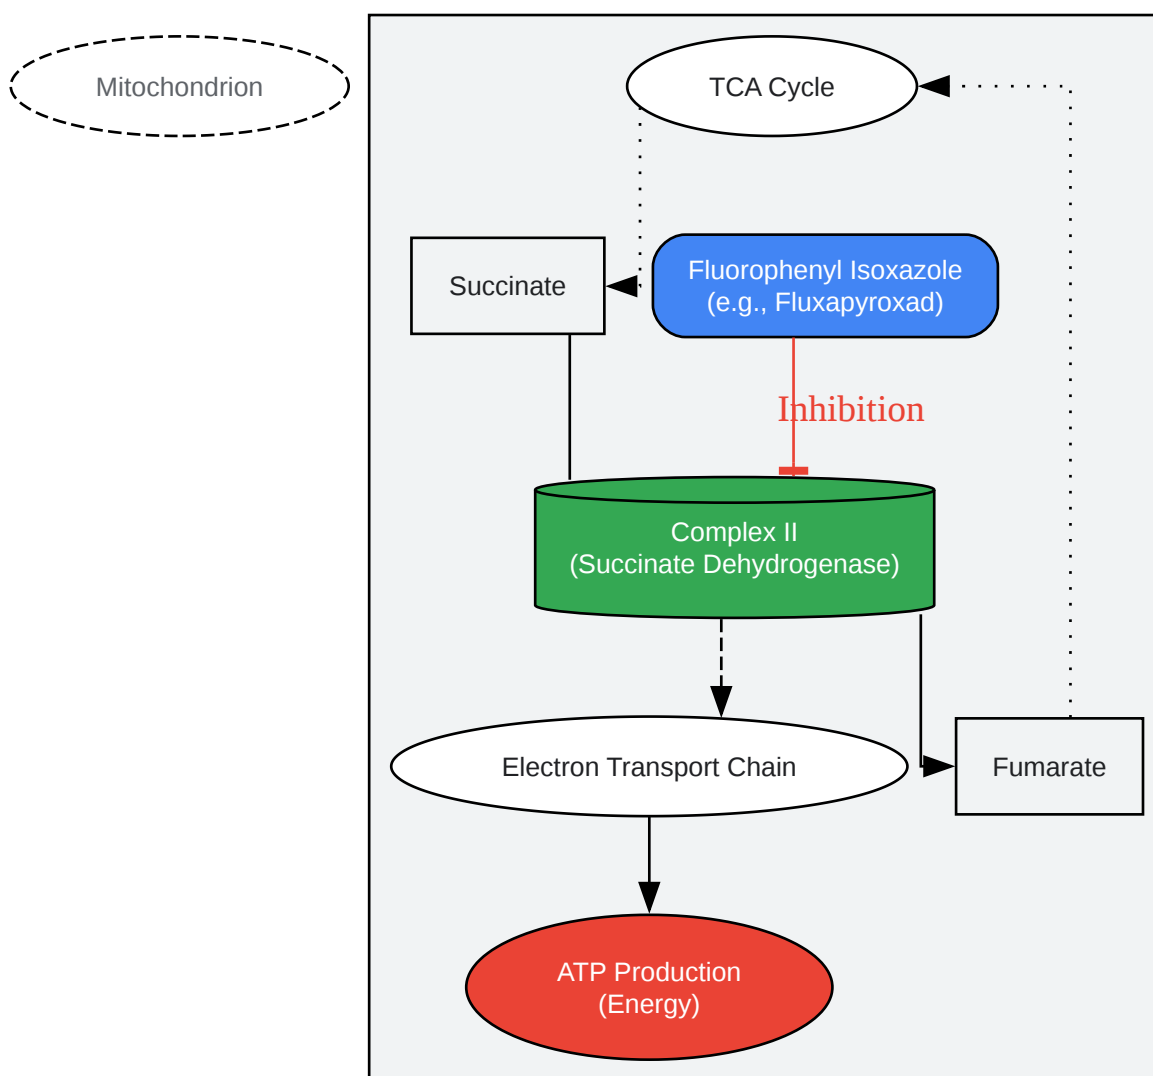 Mitochondrion
TCA Cycle
Succinate
Fluorophenyl Isoxazole
(e.g., Fluxapyroxad)
Inhibition
Complex II
(Succinate Dehydrogenase)
Electron Transport Chain
Fumarate
ATP Production
(Energy)